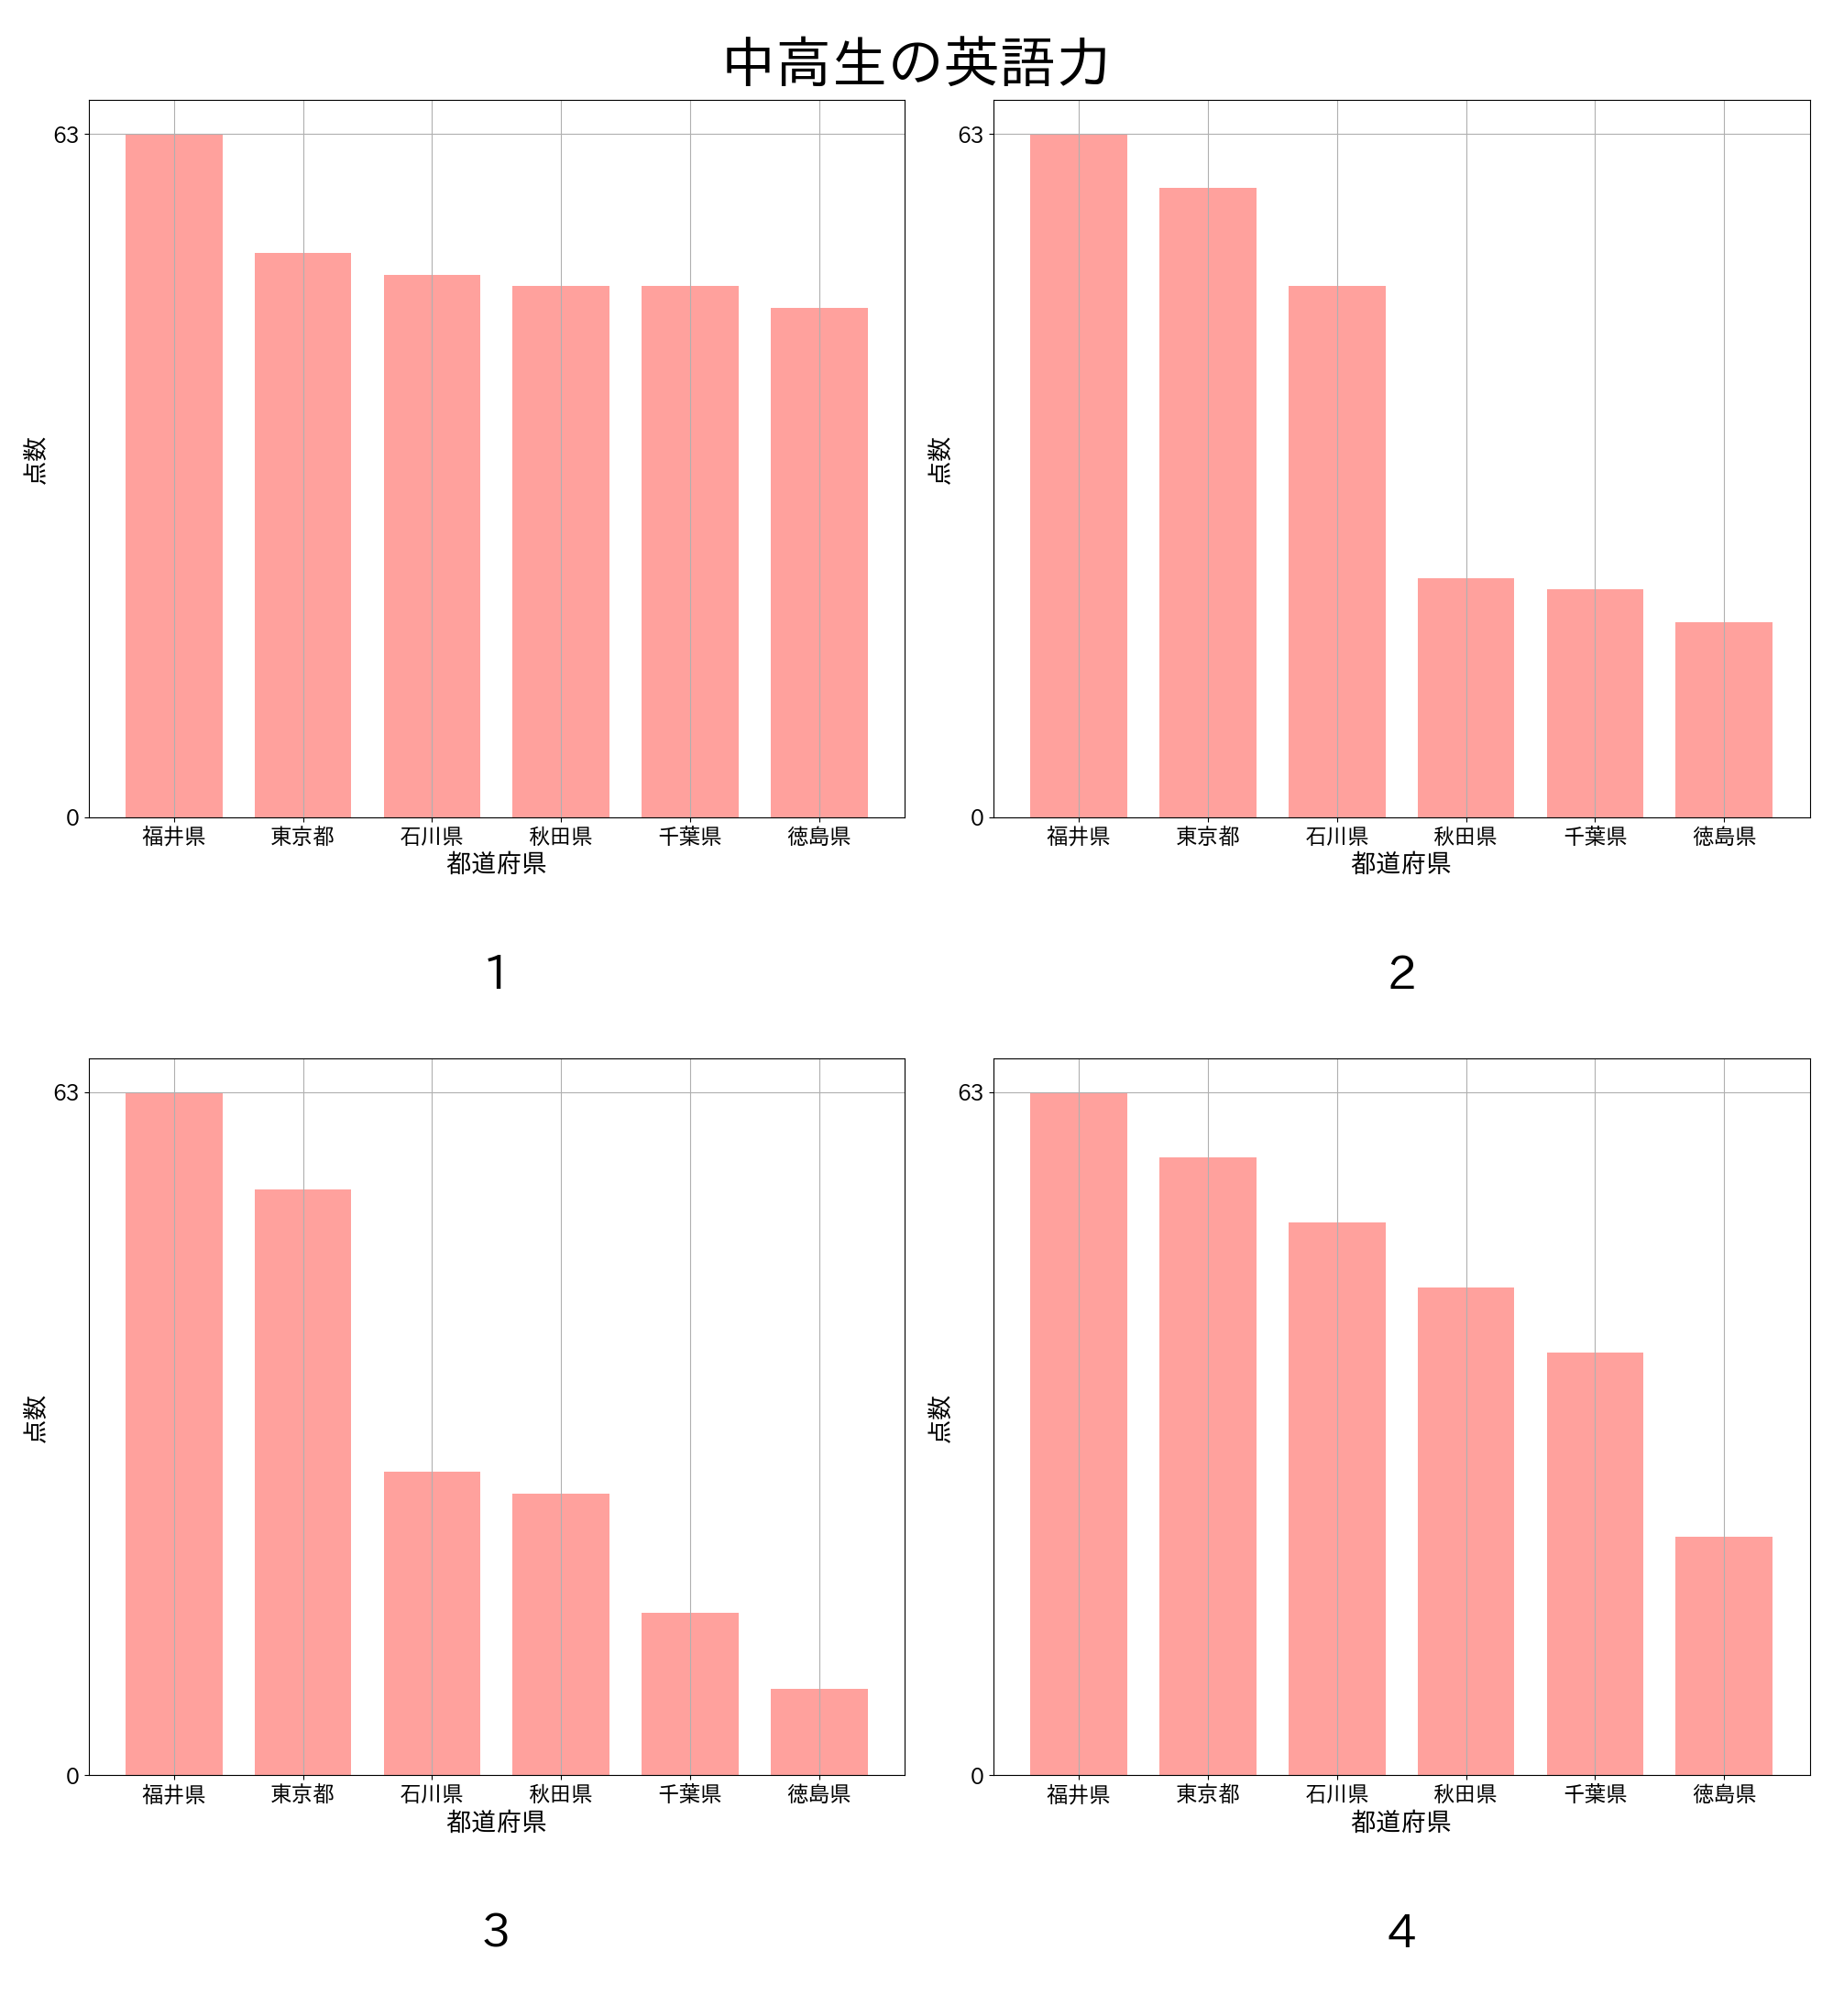 中高生の英語力
63
0
点数
福井県 東京都 石川県 秋田県 千葉県 徳島県
都道府県
1
63
0
点数
福井県 東京都 石川県 秋田県 千葉県 徳島県
都道府県
2
63
0
点数
福井県 東京都 石川県 秋田県 千葉県 徳島県
都道府県
3
63
0
点数
福井県 東京都 石川県 秋田県 千葉県 徳島県
都道府県
4